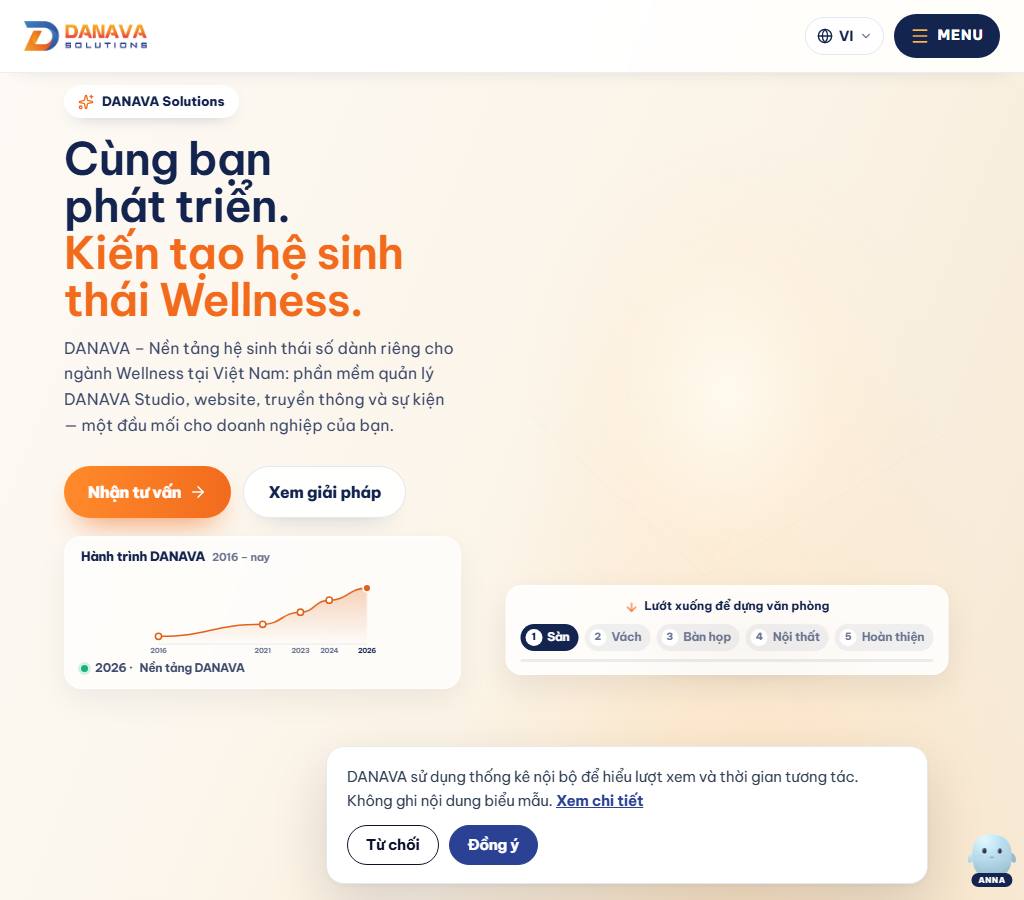 DANAVA
SOLUTIONS
VI
MENU
DANAVA Solutions
Cùng bạn
phát triển.
Kiến tạo hệ sinh
thái Wellness.
DANAVA – Nền tảng hệ sinh thái số dành riêng cho
ngành Wellness tại Việt Nam: phần mềm quản lý
DANAVA Studio, website, truyền thông và sự kiện
— một đầu mối cho doanh nghiệp của bạn.
Nhận tư vấn
Xem giải pháp
Hành trình DANAVA 2016 – nay
2016 2021 2023 2024 2026
2026 · Nền tảng DANAVA
Lướt xuống để dựng văn phòng
1 Sàn 2 Vách 3 Bàn họp 4 Nội thất 5 Hoàn thiện
DANAVA sử dụng thống kê nội bộ để hiểu lượt xem và thời gian tương tác.
Không ghi nội dung biểu mẫu. Xem chi tiết
Từ chối
Đồng ý
ANNA